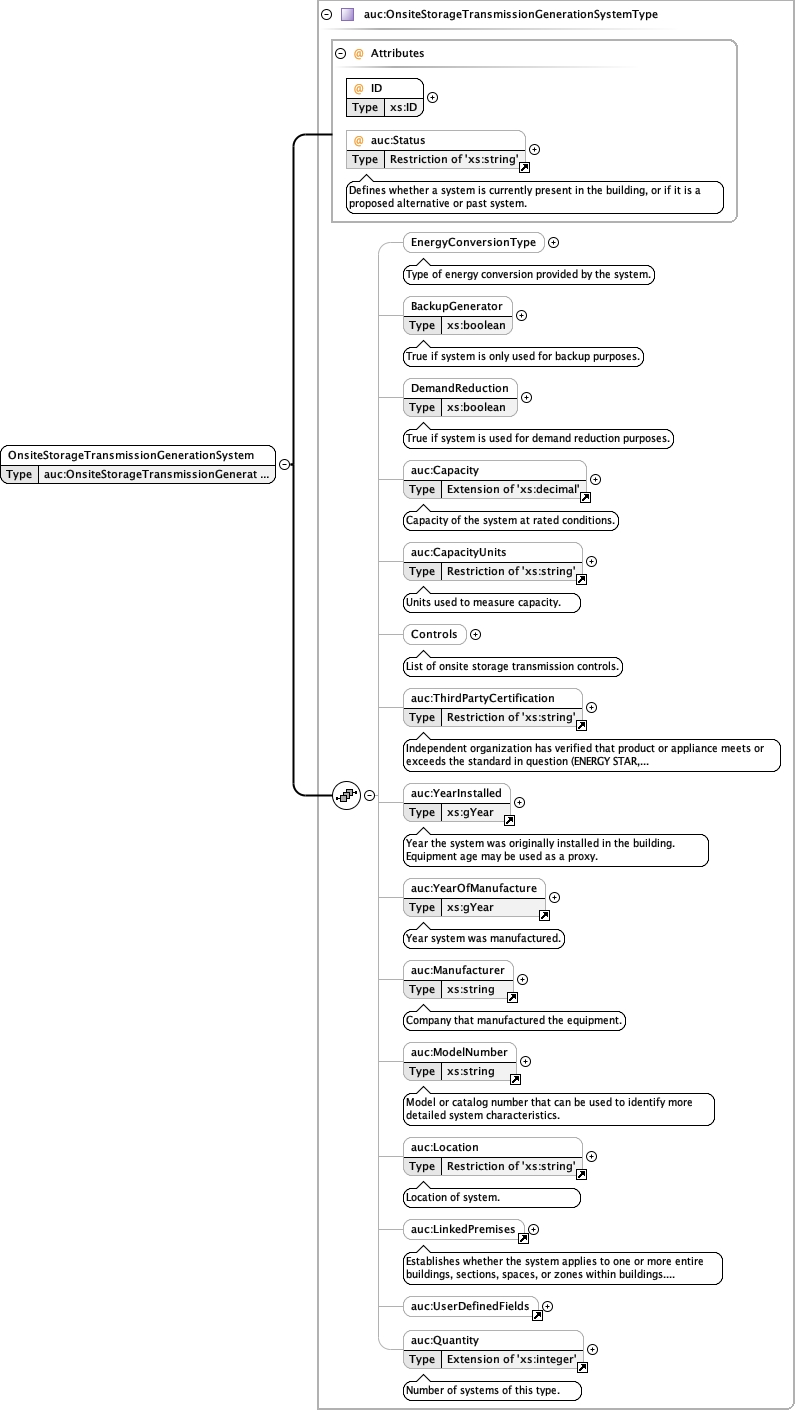 auc:OnsiteStorageTransmissionGenerationSystemType
@ Attributes
@ ID
Type xs:ID
@ auc:Status
Type Restriction of 'xs:string'
Defines whether a system is currently present in the building, or if it is a
proposed alternative or past system.
OnsiteStorageTransmissionGenerationSystem
Type auc:OnsiteStorageTransmissionGenerat ...
EnergyConversionType
Type of energy conversion provided by the system.
BackupGenerator
Type xs:boolean
True if system is only used for backup purposes.
DemandReduction
Type xs:boolean
True if system is used for demand reduction purposes.
auc:Capacity
Type Extension of 'xs:decimal'
Capacity of the system at rated conditions.
auc:CapacityUnits
Type Restriction of 'xs:string'
Units used to measure capacity.
Controls
List of onsite storage transmission controls.
auc:ThirdPartyCertification
Type Restriction of 'xs:string'
Independent organization has verified that product or appliance meets or
exceeds the standard in question (ENERGY STAR,...
auc:YearInstalled
Type xs:gYear
Year the system was originally installed in the building.
Equipment age may be used as a proxy.
auc:YearOfManufacture
Type xs:gYear
Year system was manufactured.
auc:Manufacturer
Type xs:string
Company that manufactured the equipment.
auc:ModelNumber
Type xs:string
Model or catalog number that can be used to identify more
detailed system characteristics.
auc:Location
Type Restriction of 'xs:string'
Location of system.
auc:LinkedPremises
Establishes whether the system applies to one or more entire
buildings, sections, spaces, or zones within buildings....
auc:UserDefinedFields
auc:Quantity
Type Extension of 'xs:integer'
Number of systems of this type.